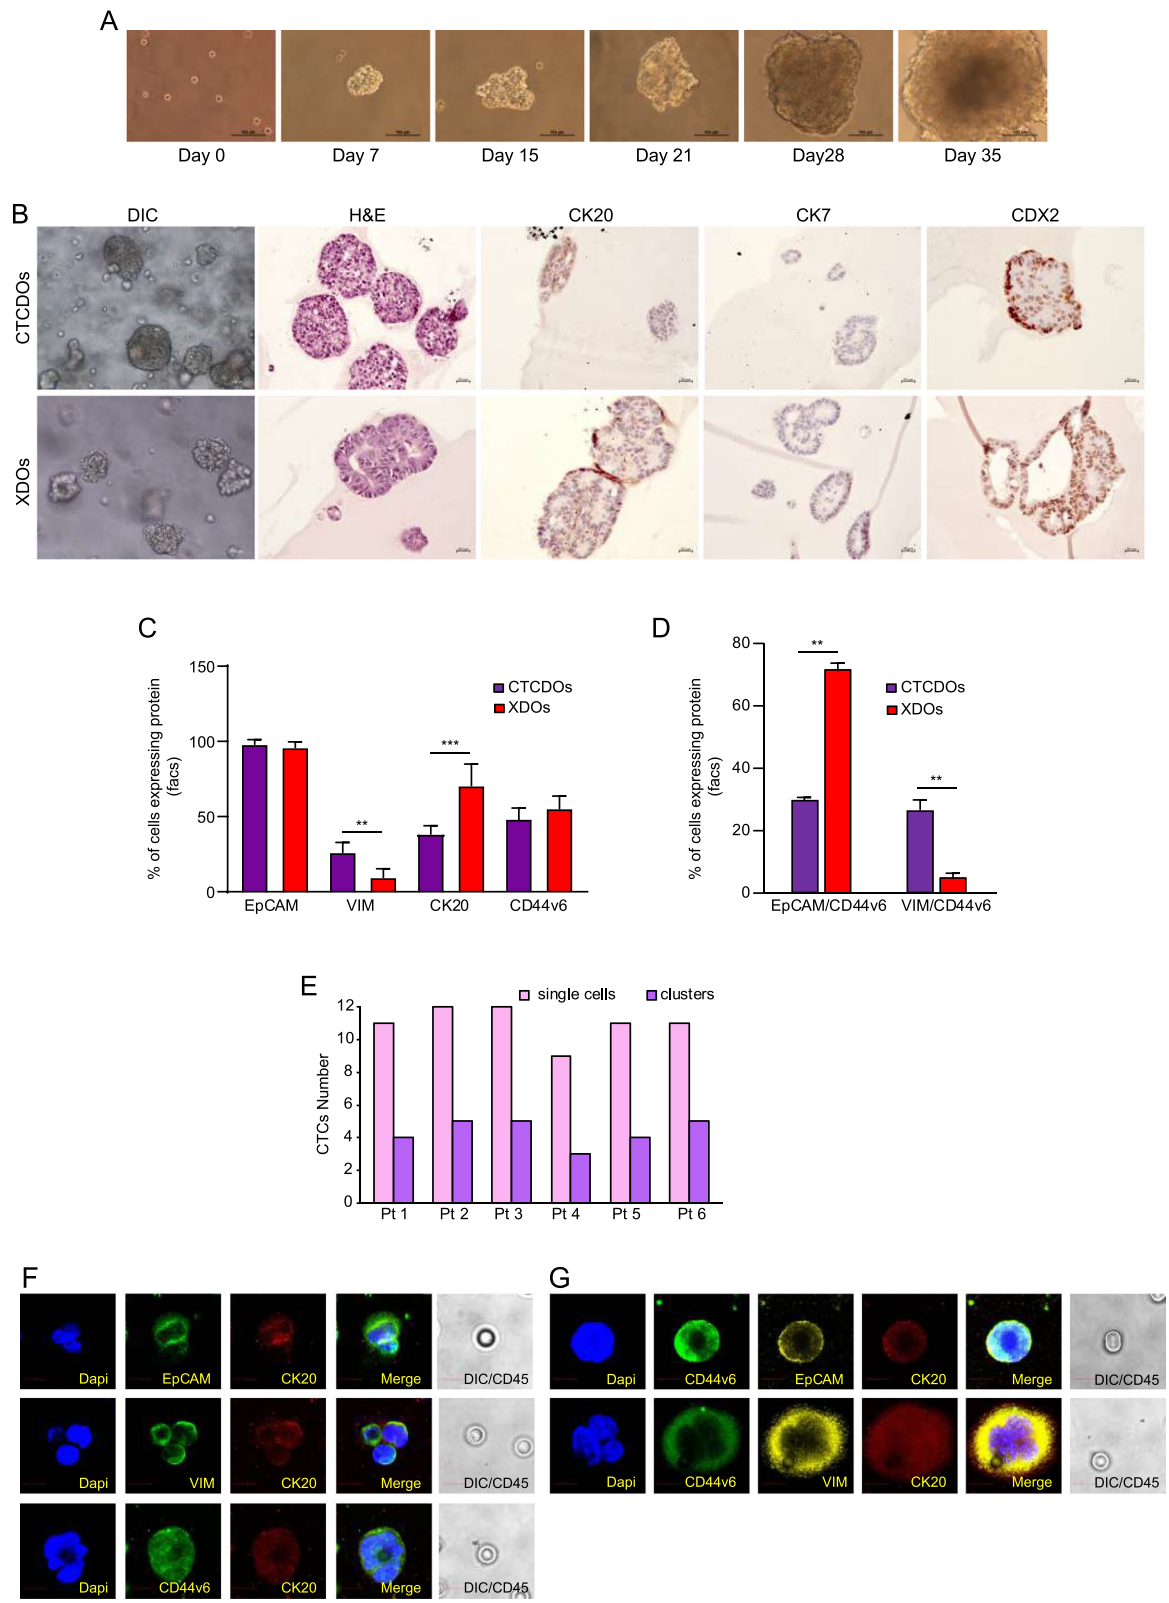 A
Day 0
Day 7
Day 15
Day 21
Day28
Day 35
B
DIC
H&E
CK20
CK7
CDX2
CTCDOs
XDOs
C
% of cells expressing protein
(facs)
150
100
50
0
CTCDOs
XDOs
***
**
EpCAM
VIM
CK20
CD44v6
D
% of cells expressing protein
(facs)
80
60
40
20
0
**
CTCDOs
XDOs
**
EpCAM/CD44v6
VIM/CD44v6
E
single cells
clusters
CTCs Number
12
10
8
6
4
2
0
Pt 1
Pt 2
Pt 3
Pt 4
Pt 5
Pt 6
F
Dapi
EpCAM
CK20
Merge
DIC/CD45
Dapi
VIM
CK20
Merge
DIC/CD45
Dapi
CD44v6
CK20
Merge
DIC/CD45
G
Dapi
CD44v6
EpCAM
CK20
Merge
DIC/CD45
Dapi
CD44v6
VIM
CK20
Merge
DIC/CD45